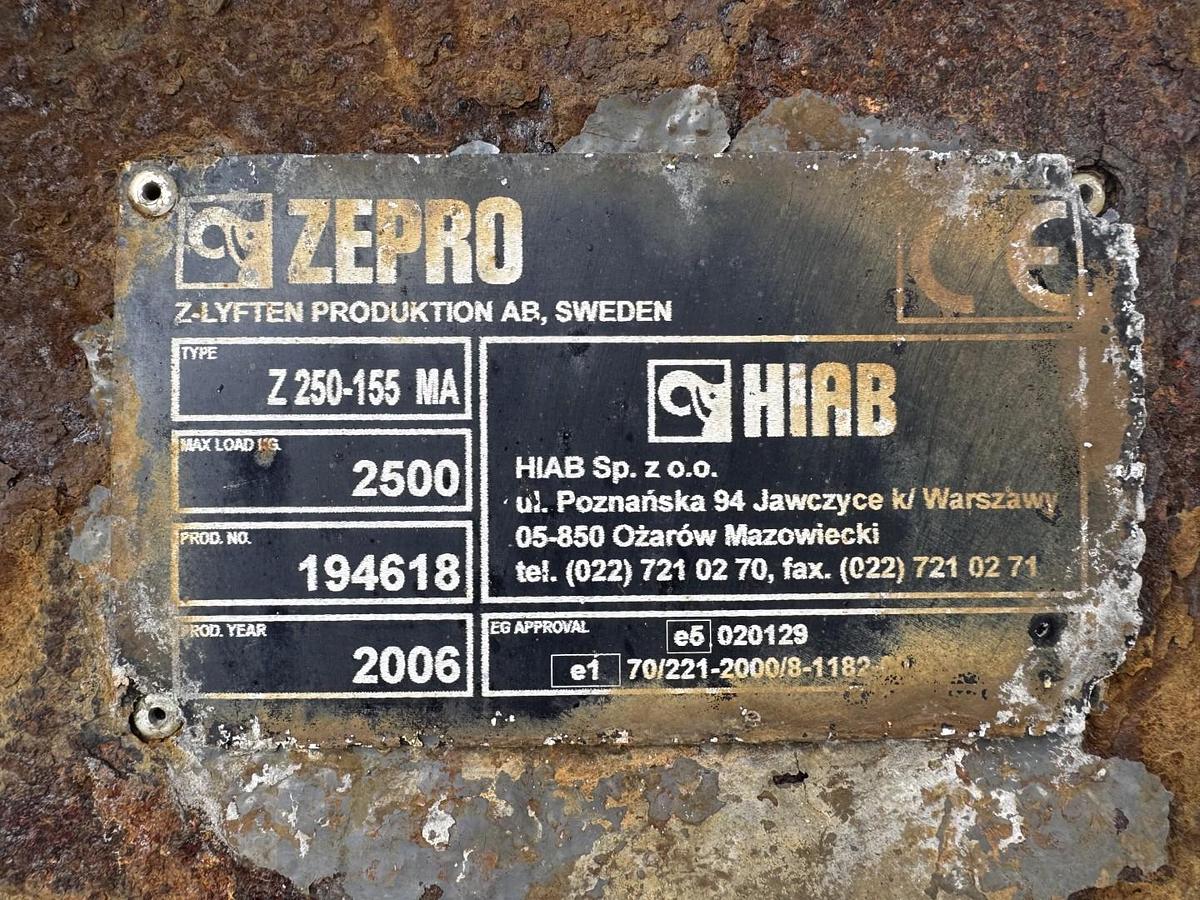 ZEPRO
CE
Z-LYFTEN PRODUKTION AB, SWEDEN
TYPE
Z 250-155 MA
MAX LOAD KG.
2500
PROD. NO.
194618
PROD. YEAR
2006
HIAB
HIAB Sp. z o.o.
ul. Poznańska 94 Jawczyce k/ Warszawy
05-850 Ożarów Mazowiecki
tel. (022) 721 02 70, fax. (022) 721 02 71
EG APPROVAL
e5 020129
e1 70/221-2000/8-1182